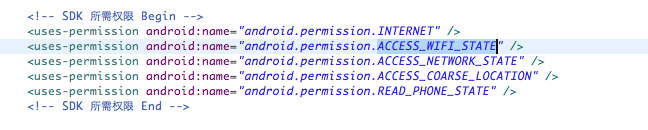 <!-- SDK 所需权限 Begin -->
<uses-permission android:name="android.permission.INTERNET" />
<uses-permission android:name="android.permission.ACCESS_WIFI_STATE" />
<uses-permission android:name="android.permission.ACCESS_NETWORK_STATE" />
<uses-permission android:name="android.permission.ACCESS_COARSE_LOCATION" />
<uses-permission android:name="android.permission.READ_PHONE_STATE" />
<!-- SDK 所需权限 End -->